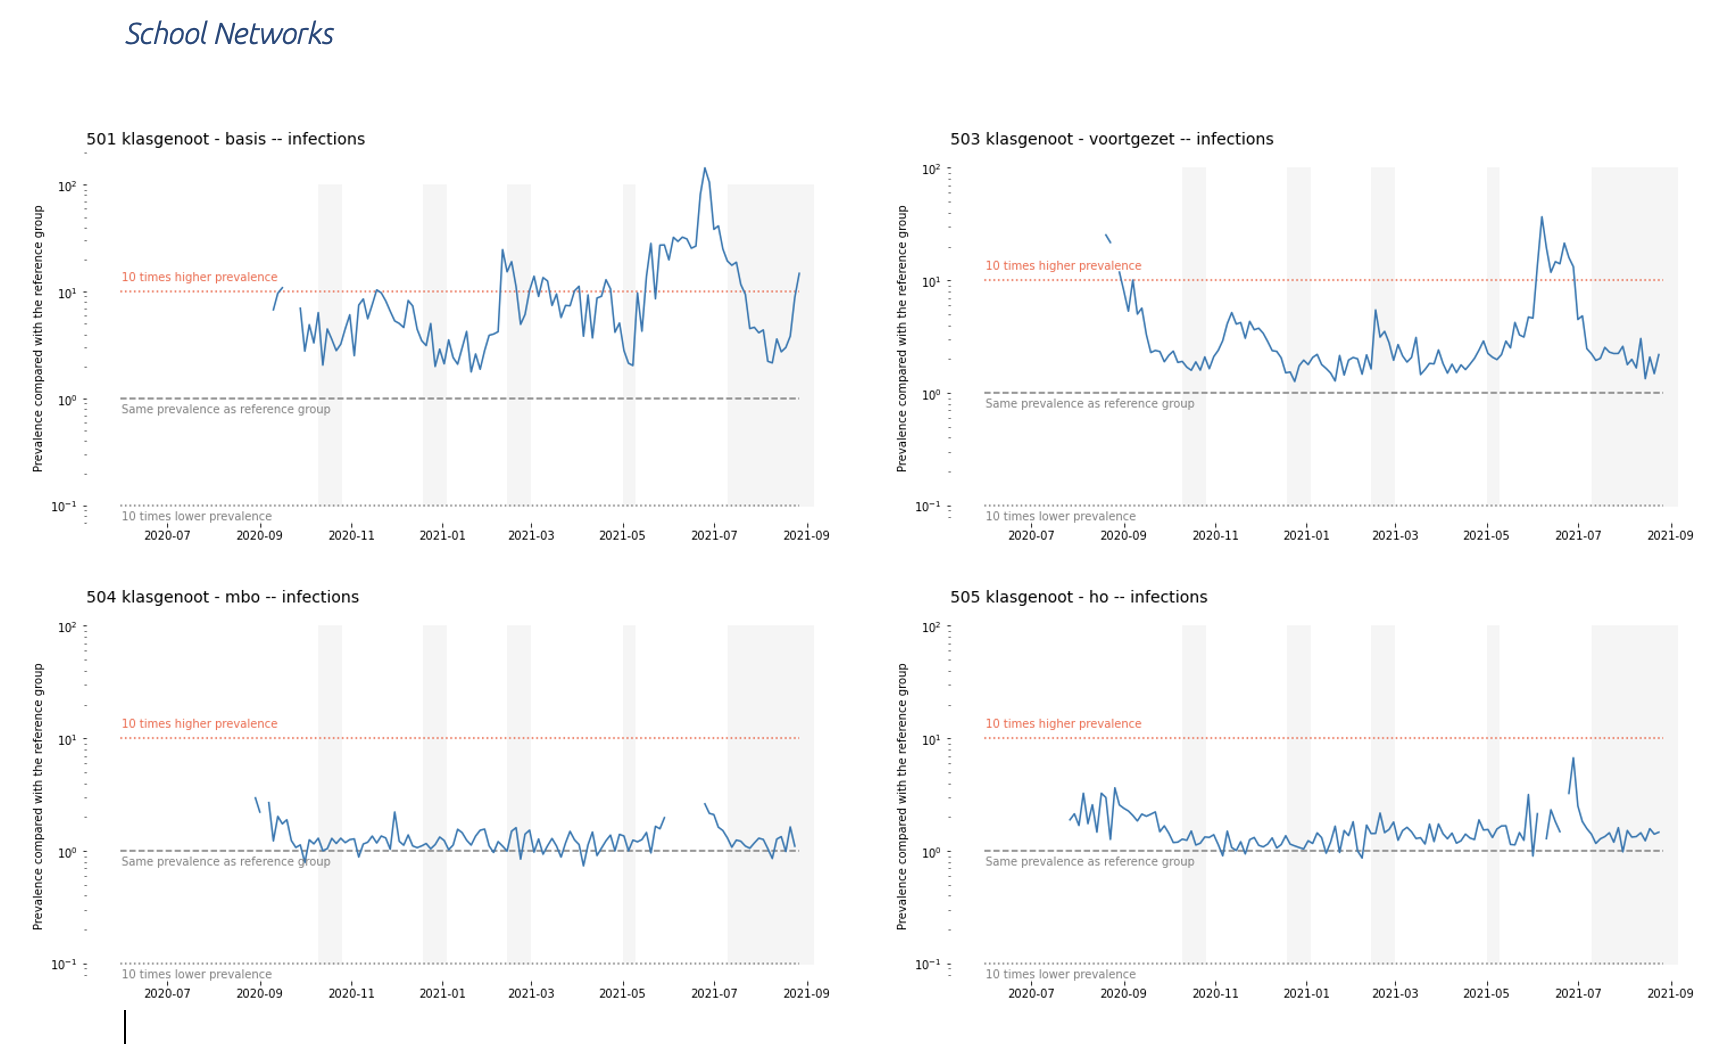 School Networks
501 klasgenoot - basis -- infections
Prevalence compared with the reference group
10²
10¹
10⁰
10⁻¹
10 times higher prevalence
Same prevalence as reference group
10 times lower prevalence
2020-07 2020-09 2020-11 2021-01 2021-03 2021-05 2021-07 2021-09
503 klasgenoot - voortgezet -- infections
Prevalence compared with the reference group
10²
10¹
10⁰
10⁻¹
10 times higher prevalence
Same prevalence as reference group
10 times lower prevalence
2020-07 2020-09 2020-11 2021-01 2021-03 2021-05 2021-07 2021-09
504 klasgenoot - mbo -- infections
Prevalence compared with the reference group
10²
10¹
10⁰
10⁻¹
10 times higher prevalence
Same prevalence as reference group
10 times lower prevalence
2020-07 2020-09 2020-11 2021-01 2021-03 2021-05 2021-07 2021-09
505 klasgenoot - ho -- infections
Prevalence compared with the reference group
10²
10¹
10⁰
10⁻¹
10 times higher prevalence
Same prevalence as reference group
10 times lower prevalence
2020-07 2020-09 2020-11 2021-01 2021-03 2021-05 2021-07 2021-09